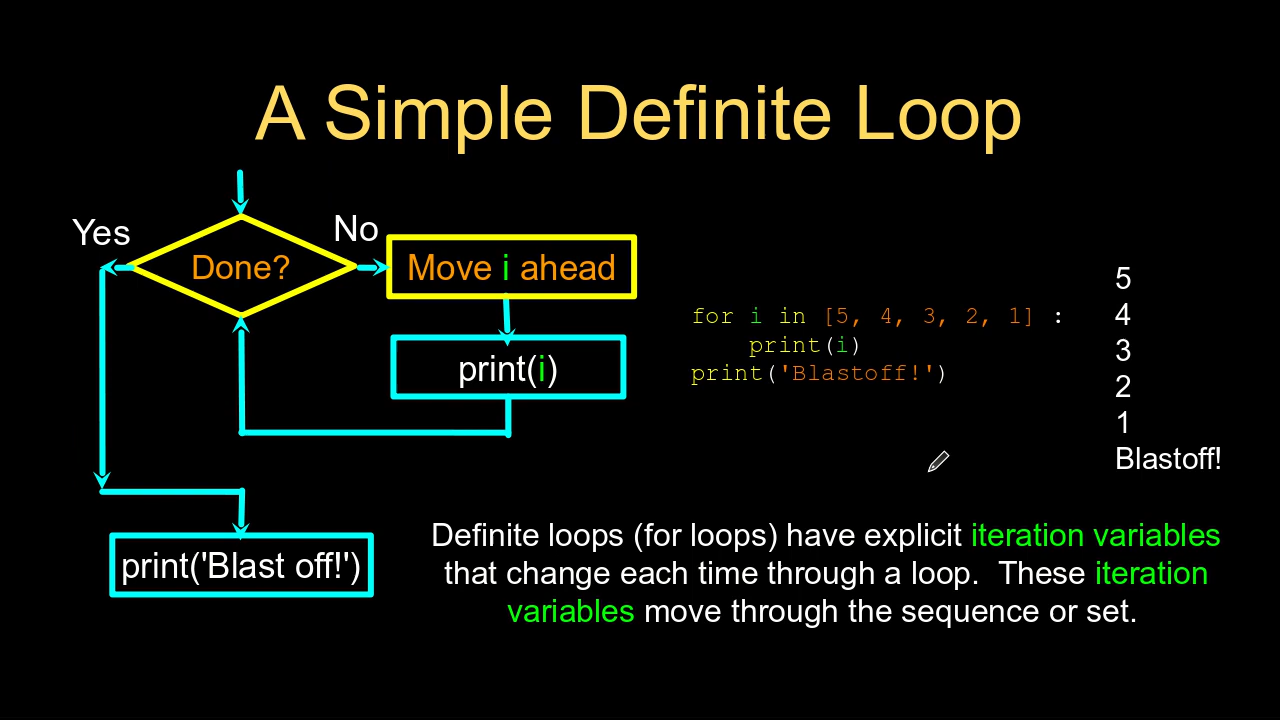 A Simple Definite Loop
Yes
No
Done?
Move i ahead
print(i)
print('Blast off!')
for i in [5, 4, 3, 2, 1] :
    print(i)
print('Blastoff!')
5
4
3
2
1
Blastoff!
Definite loops (for loops) have explicit iteration variables
that change each time through a loop.  These iteration
variables move through the sequence or set.